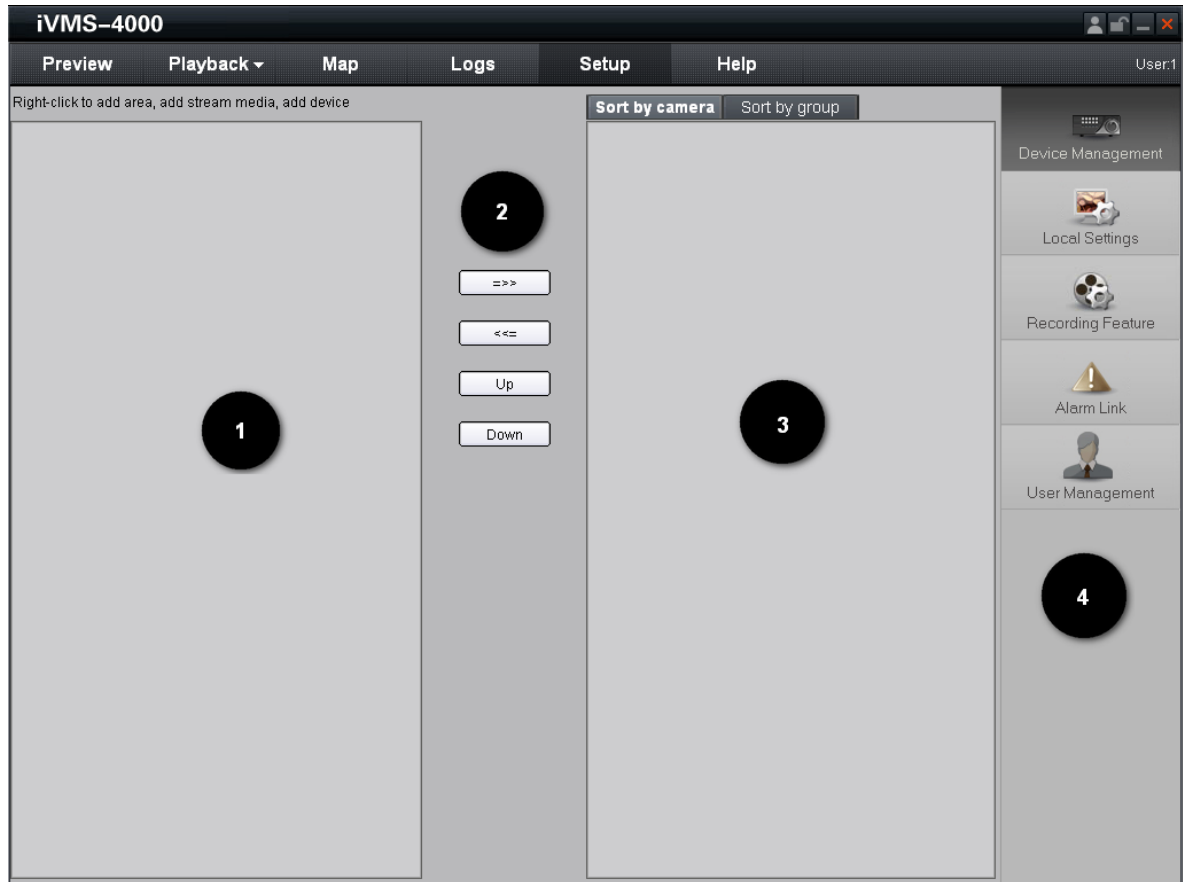 iVMS–4000
Preview Playback Map Logs Setup Help User:1
Right-click to add area, add stream media, add device
Sort by camera Sort by group
Device Management
Local Settings
Recording Feature
Alarm Link
User Management
1
2
=>>
<<=
Up
Down
3
4